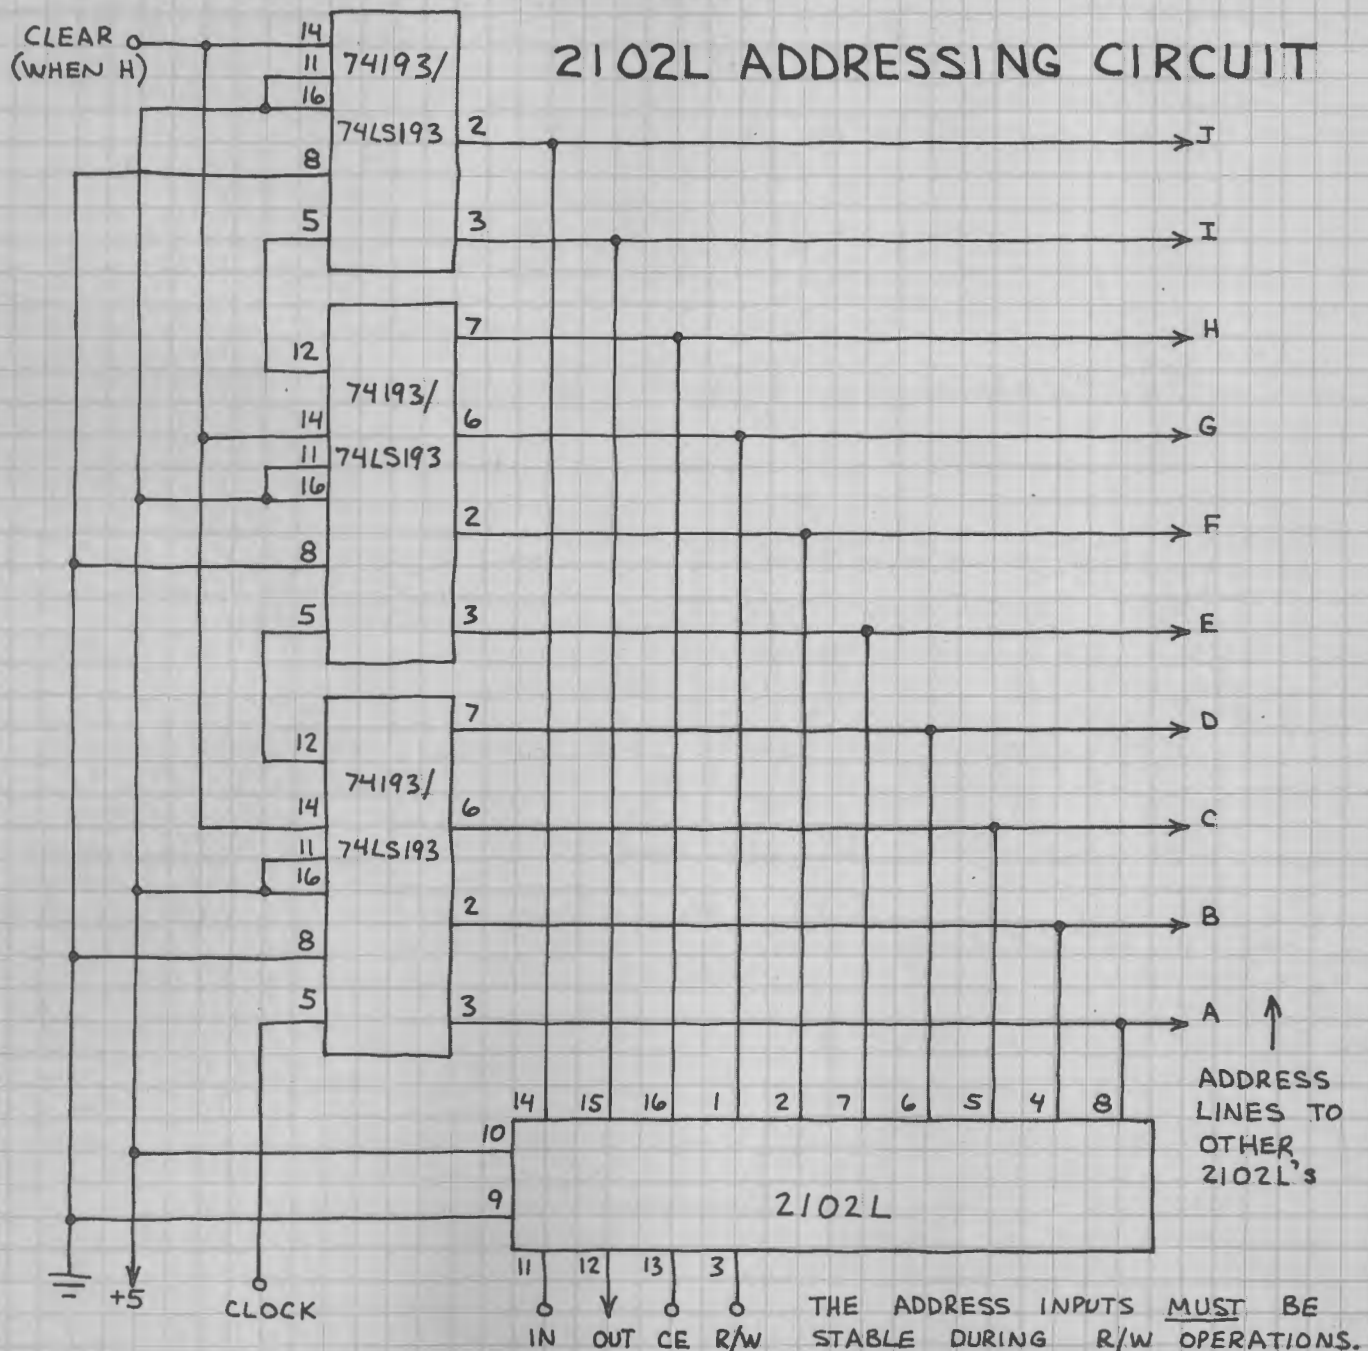 2102L ADDRESSING CIRCUIT
CLEAR
(WHEN H)
14
11
16
8
5
74193/
74LS193
2
3
J
I
12
14
11
16
8
5
74193/
74LS193
7
6
2
3
H
G
F
E
12
14
11
16
8
5
74193/
74LS193
7
6
2
3
D
C
B
A
ADDRESS
LINES TO
OTHER
2102L's
14 15 16 1 2 7 6 5 4 8
10
9
2102L
11 12 13 3
- +5 CLOCK
IN OUT CE R/W
THE ADDRESS INPUTS MUST BE
STABLE DURING R/W OPERATIONS.